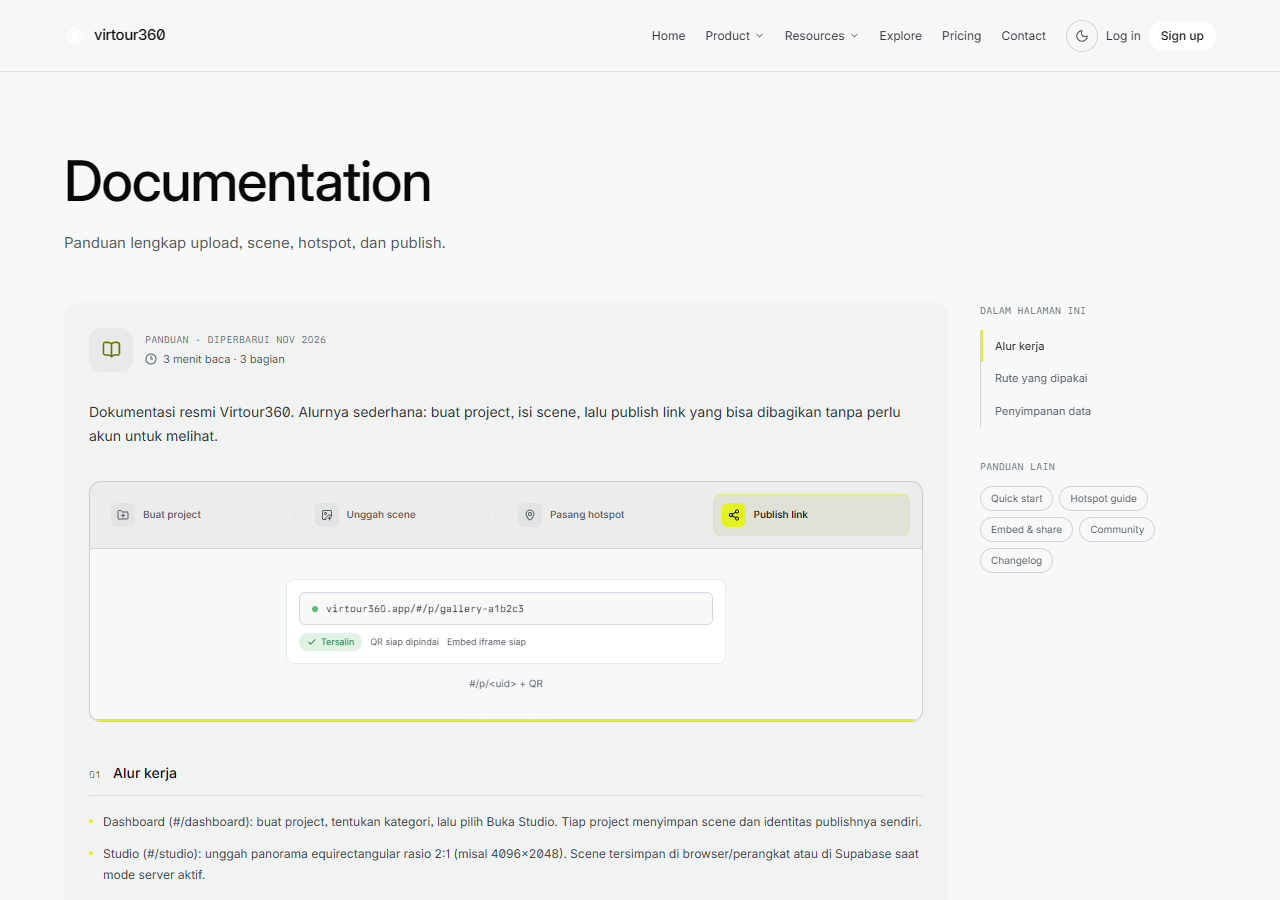 virtour360
Home Product Resources Explore Pricing Contact Log in Sign up
Documentation
Panduan lengkap upload, scene, hotspot, dan publish.
PANDUAN · DIPERBARUI NOV 2026
3 menit baca · 3 bagian
Dokumentasi resmi Virtour360. Alurnya sederhana: buat project, isi scene, lalu publish link yang bisa dibagikan tanpa perlu
akun untuk melihat.
Buat project Unggah scene Pasang hotspot Publish link
virtour360.app/#/p/gallery-a1b2c3
Tersalin QR siap dipindai Embed iframe siap
#/p/<uid> + QR
01 Alur kerja
Dashboard (#/dashboard): buat project, tentukan kategori, lalu pilih Buka Studio. Tiap project menyimpan scene dan identitas publishnya sendiri.
Studio (#/studio): unggah panorama equirectangular rasio 2:1 (misal 4096×2048). Scene tersimpan di browser/perangkat atau di Supabase saat
mode server aktif.
DALAM HALAMAN INI
Alur kerja
Rute yang dipakai
Penyimpanan data
PANDUAN LAIN
Quick start Hotspot guide
Embed & share Community
Changelog